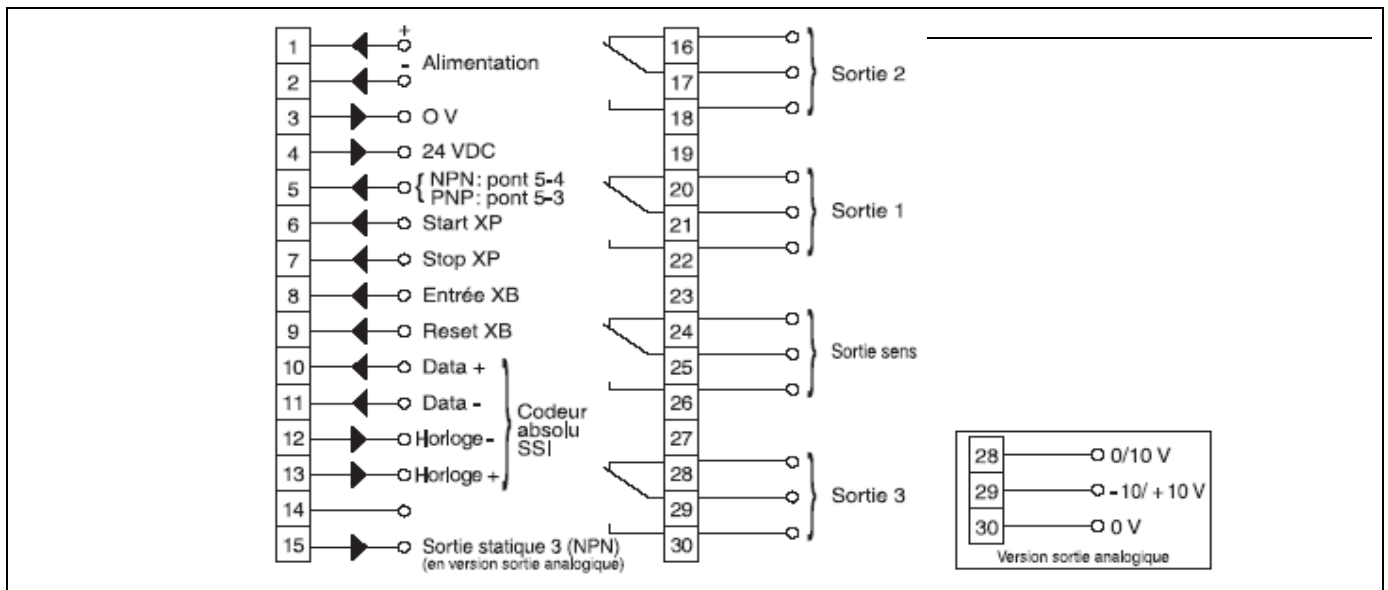 1 + Alimentation
2 -
3 O V
4 24 VDC
5 { NPN : pont 5-4
PNP : pont 5-3
6 Start XP
7 Stop XP
8 Entrée XB
9 Reset XB
10 Data +
11 Data -
12 Horloge -
13 Horloge +
Codeur
absolu
SSI
14
15 Sortie statique 3 (NPN)
(en version sortie analogique)
16
17 Sortie 2
18
19
20
21 Sortie 1
22
23
24
25 Sortie sens
26
27
28
29 Sortie 3
30
28 0/10 V
29 -10/ +10 V
30 0 V
Version sortie analogique